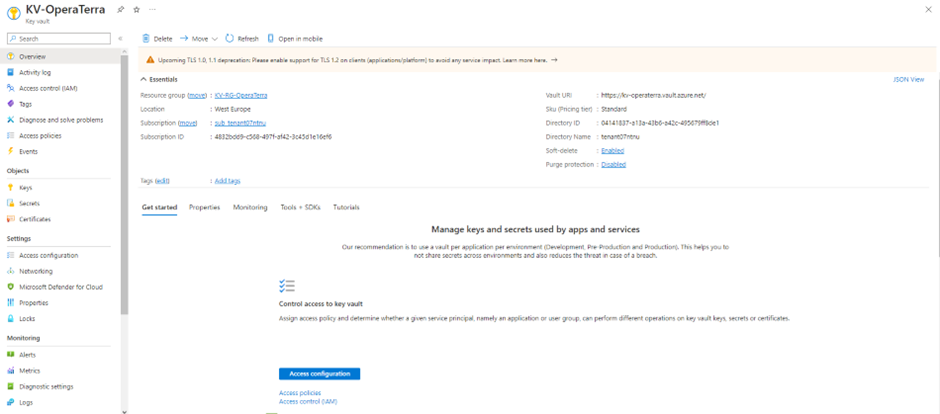 KV-OperaTerra
Key vault
Search
Overview
Activity log
Access control (IAM)
Tags
Diagnose and solve problems
Access policies
Events
Objects
Keys
Secrets
Certificates
Settings
Access configuration
Networking
Microsoft Defender for Cloud
Properties
Locks
Monitoring
Alerts
Metrics
Diagnostic settings
Logs
Delete Move Refresh Open in mobile
Upcoming TLS 1.0, 1.1 deprecation: Please enable support for TLS 1.2 on clients (applications/platform) to avoid any service impact. Learn more here. →
Essentials
JSON View
Resource group (move) : KV-RG-OperaTerra
Location : West Europe
Subscription (move) : sub_tenant07ntnu
Subscription ID : 4832bdd9-c568-497f-af42-3c45d1e16ef6
Vault URI : https://kv-operaterra.vault.azure.net/
Sku (Pricing tier) : Standard
Directory ID : 04141837-a13a-43b6-a42c-495679ff6de1
Directory Name : tenant07ntnu
Soft-delete : Enabled
Purge protection : Disabled
Tags (edit) : Add tags
Get started Properties Monitoring Tools + SDKs Tutorials
Manage keys and secrets used by apps and services
Our recommendation is to use a vault per application per environment (Development, Pre-Production and Production). This helps you to
not share secrets across environments and also reduces the threat in case of a breach.
Control access to key vault
Assign access policy and determine whether a given service principal, namely an application or user group, can perform different operations on key vault keys, secrets or certificates.
Access configuration
Access policies
Access control (IAM)